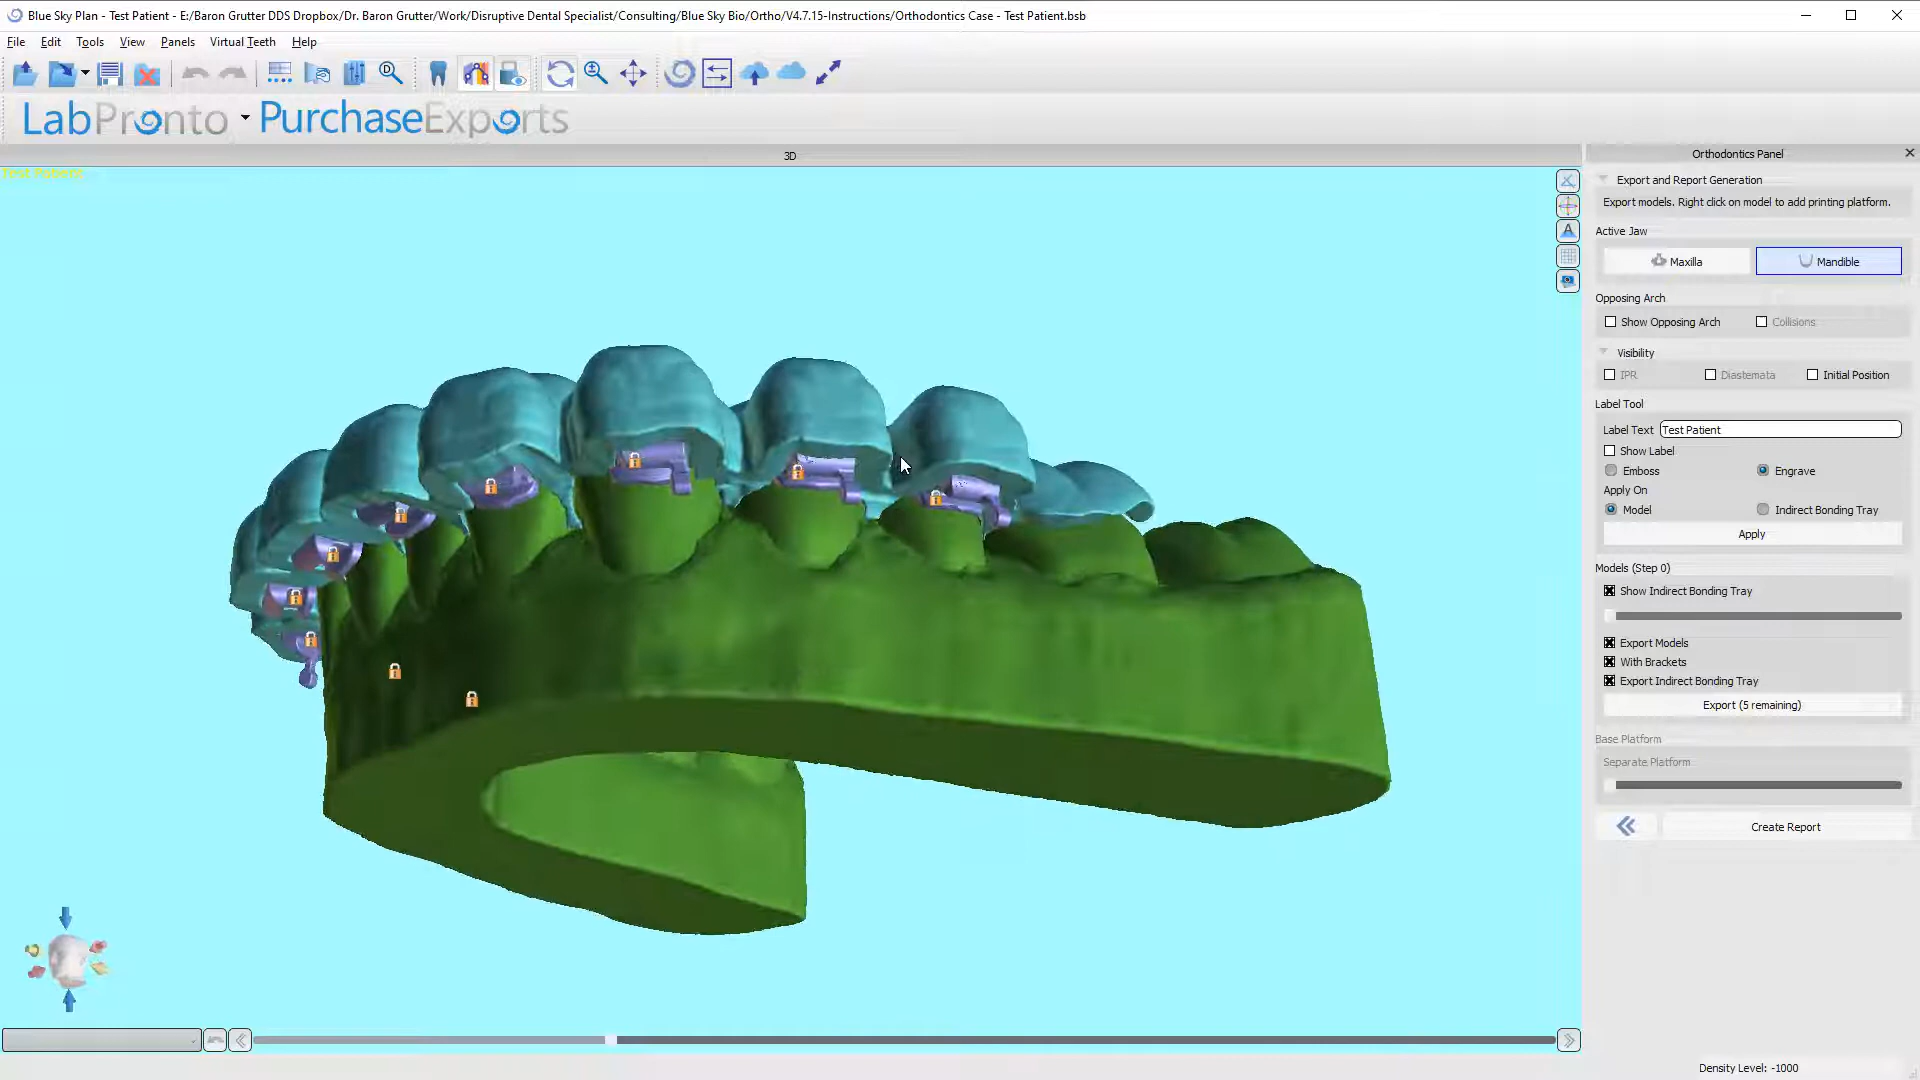 Blue Sky Plan - Test Patient - E:/Baron Grutter DDS Dropbox/Dr. Baron Grutter/Work/Disruptive Dental Specialist/Consulting/Blue Sky Bio/Ortho/V4.7.15-Instructions/Orthodontics Case - Test Patient.bsb
File Edit Tools View Panels Virtual Teeth Help
LabPronto PurchaseExports
3D
Test Patient
Orthodontics Panel
Export and Report Generation
Export models. Right click on model to add printing platform.
Active Jaw
Maxilla Mandible
Opposing Arch
Show Opposing Arch Collisions
Visibility
IPR Diastemata Initial Position
Label Tool
Label Text Test Patient
Show Label
Emboss Engrave
Apply On
Model Indirect Bonding Tray
Apply
Models (Step 0)
Show Indirect Bonding Tray
Export Models
With Brackets
Export Indirect Bonding Tray
Export (5 remaining)
Base Platform
Separate Platform
Create Report
Density Level: -1000